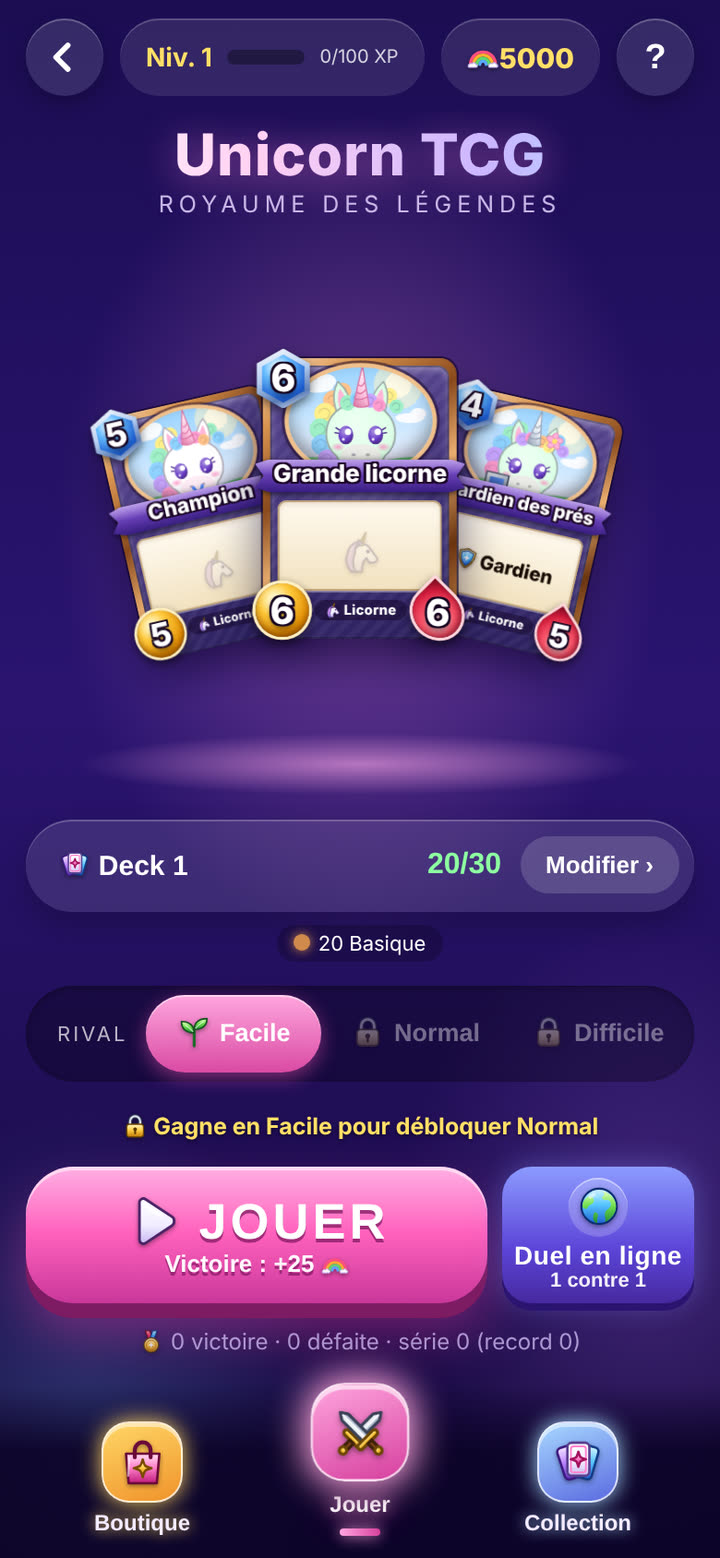 Niv. 1
0/100 XP
5000
?
Unicorn TCG
ROYAUME DES LÉGENDES
5
Champion
Licorn
5
6
Grande licorne
Licorne
6
6
4
ardien des prés
Gardien
Licorne
5
Deck 1
20/30
Modifier ›
20 Basique
RIVAL
Facile
Normal
Difficile
Gagne en Facile pour débloquer Normal
JOUER
Victoire : +25
Duel en ligne
1 contre 1
0 victoire · 0 défaite · série 0 (record 0)
Boutique
Jouer
Collection